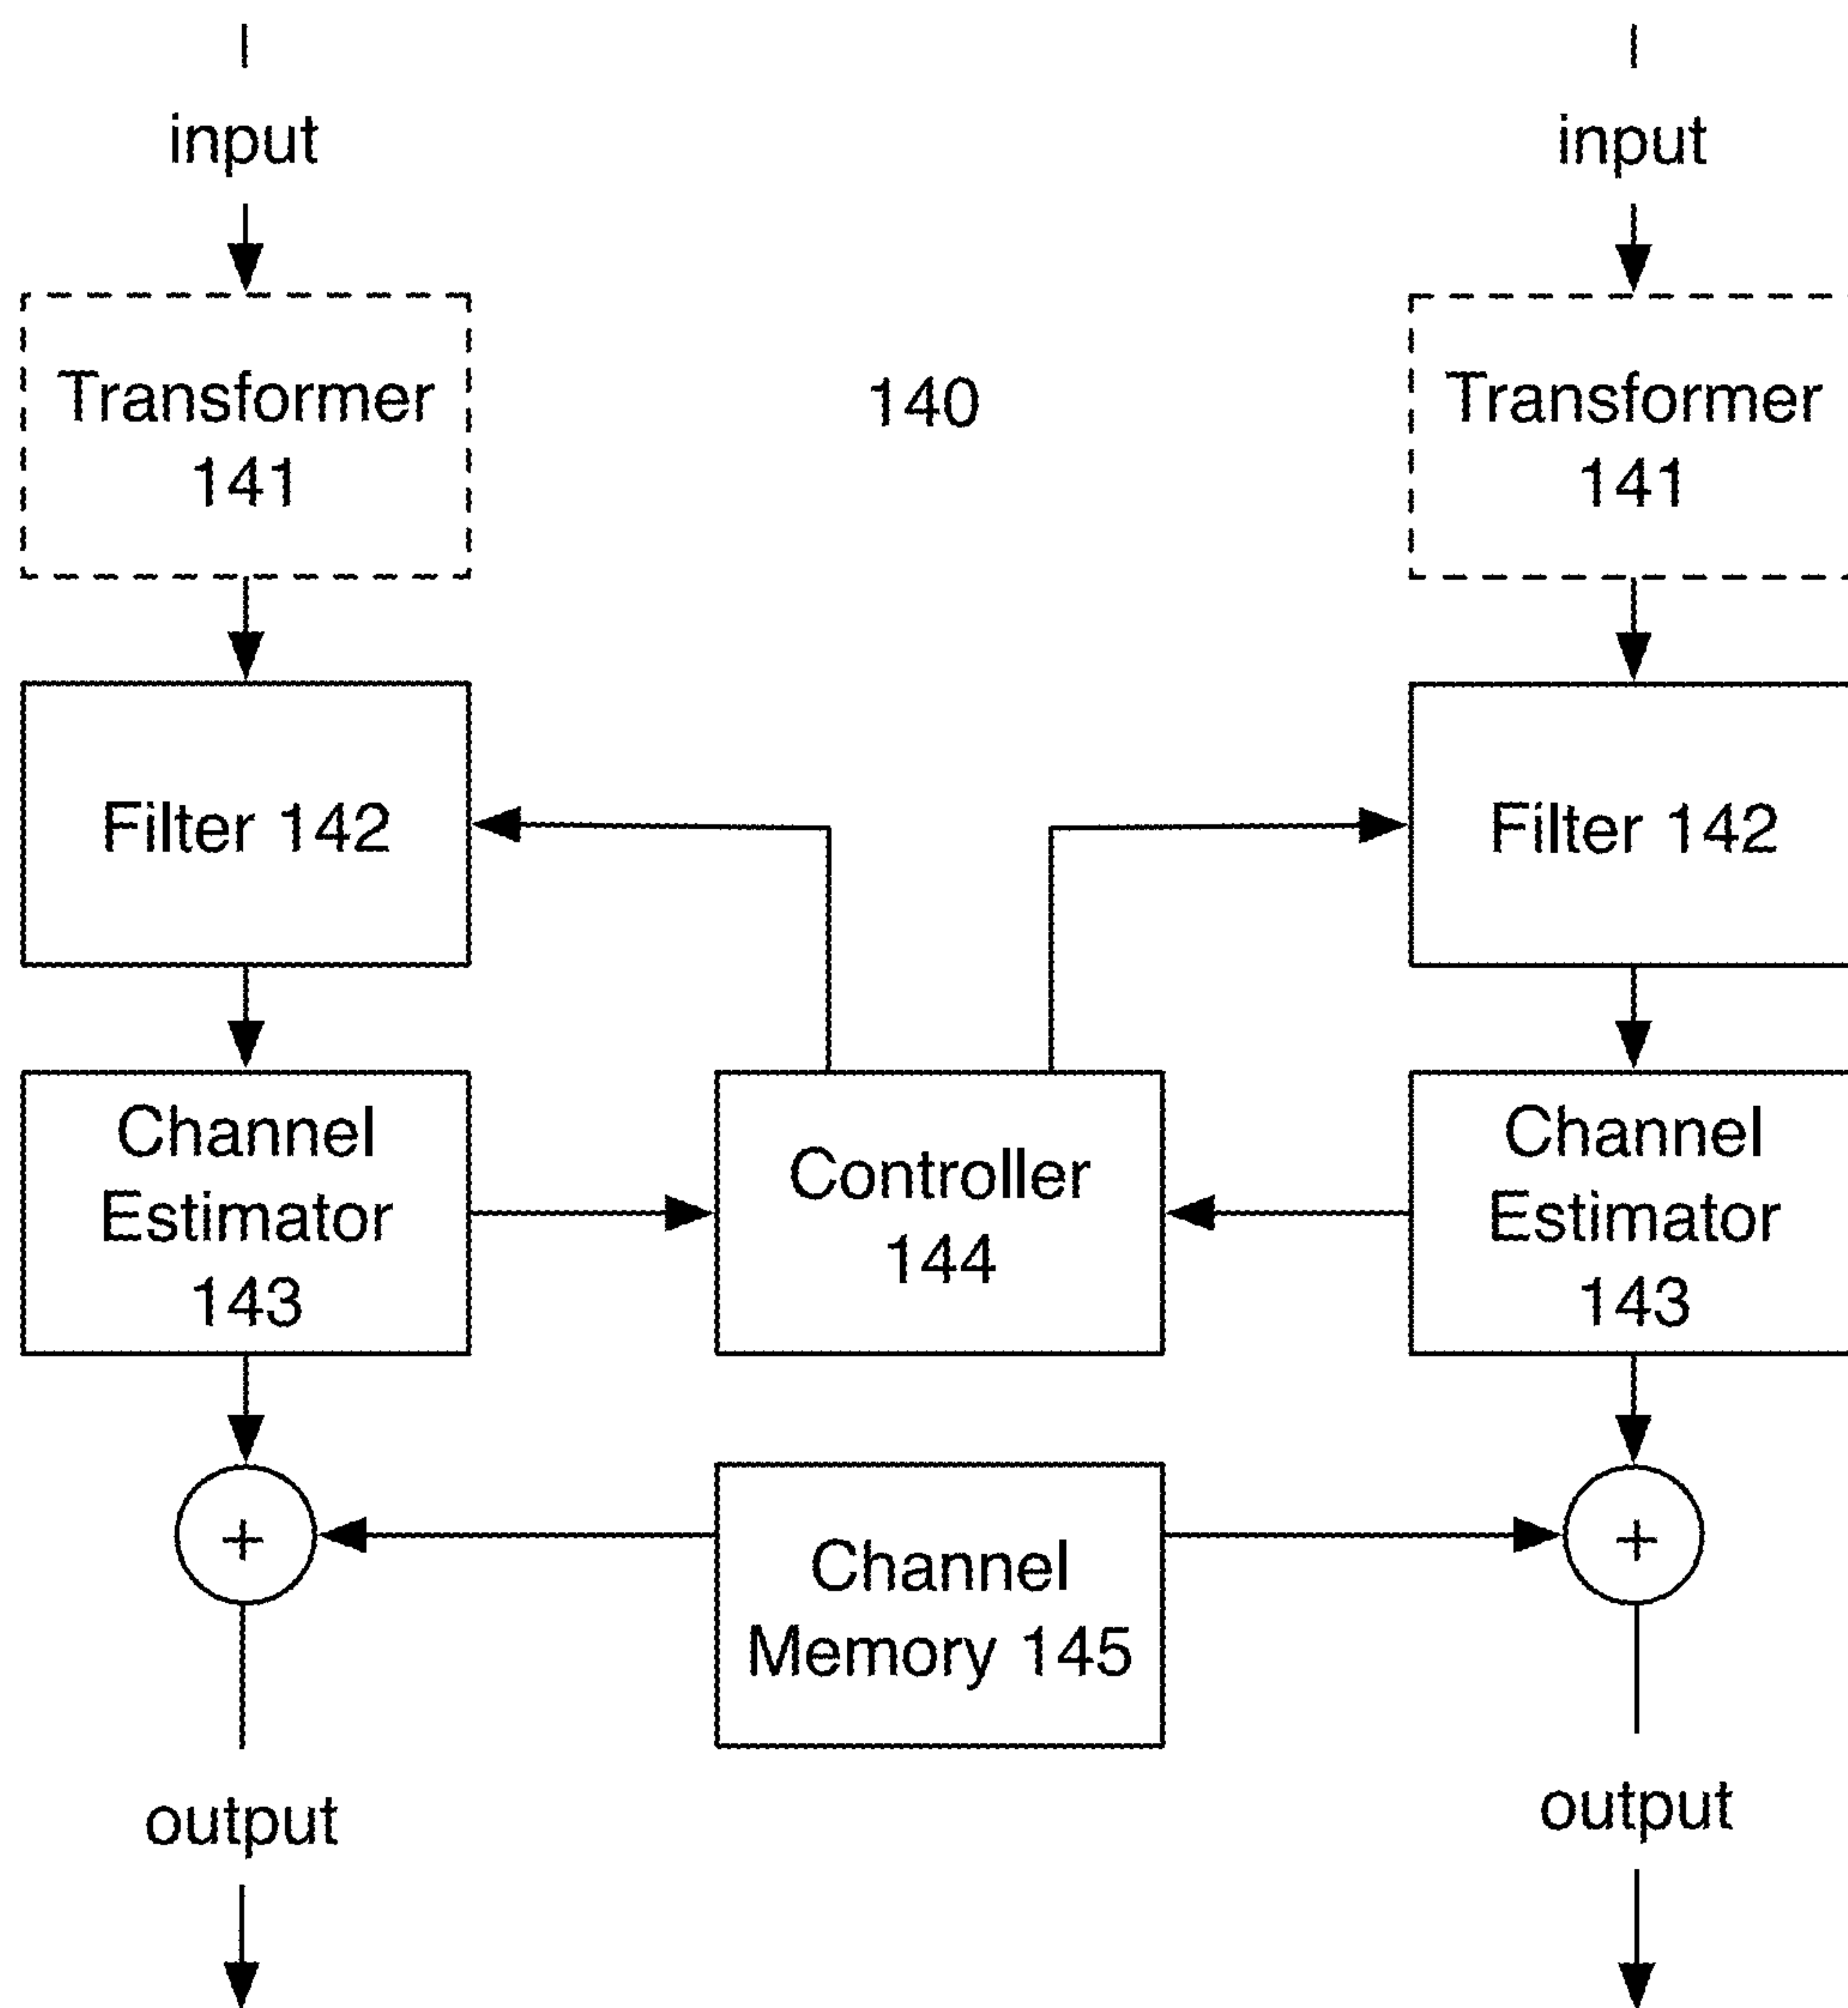 input
input
Transformer
141
140
Transformer
141
Filter 142
Filter 142
Channel
Estimator
143
Controller
144
Channel
Estimator
143
+
Channel
Memory 145
+
output
output